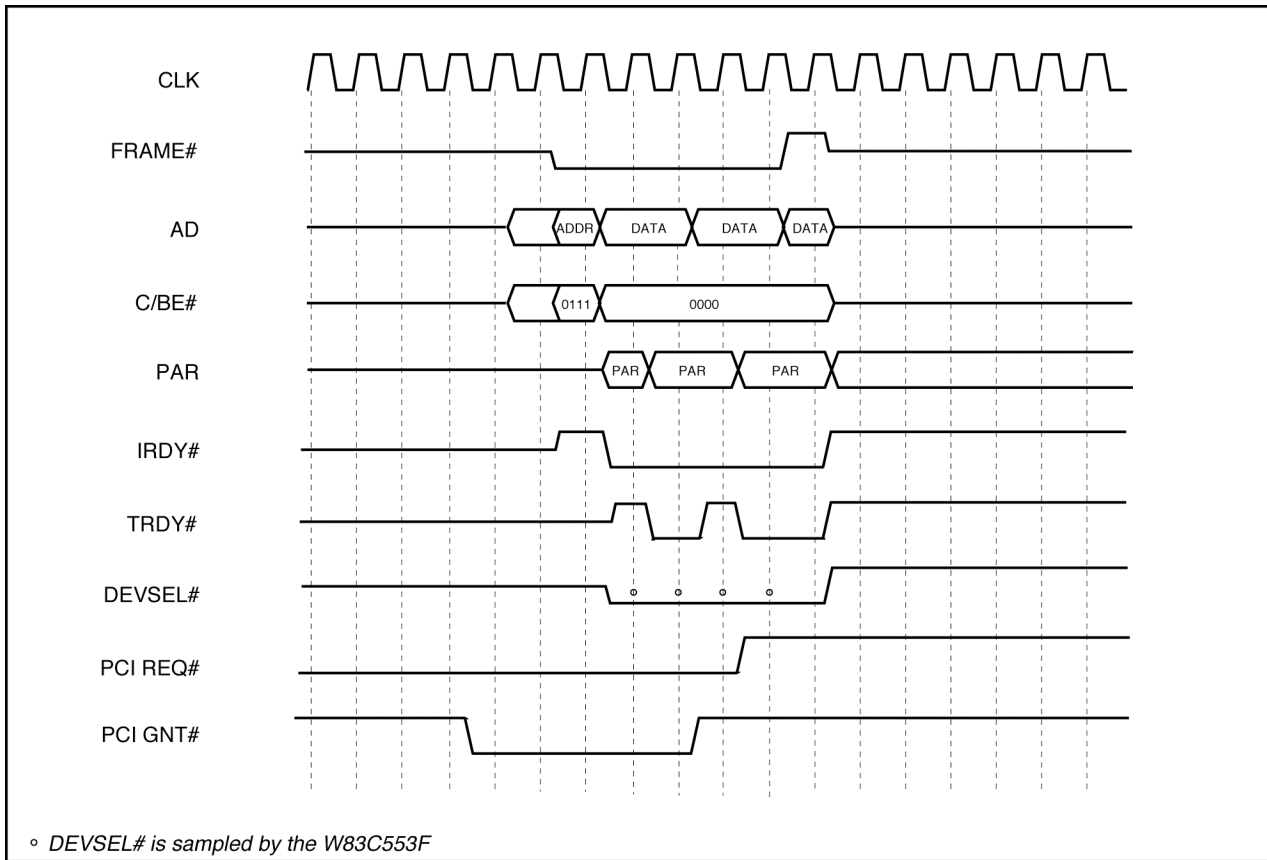 CLK
FRAME#
AD ADDR DATA DATA DATA
C/BE# 0111 0000
PAR PAR PAR PAR
IRDY#
TRDY#
DEVSEL#
PCI REQ#
PCI GNT#
° DEVSEL# is sampled by the W83C553F